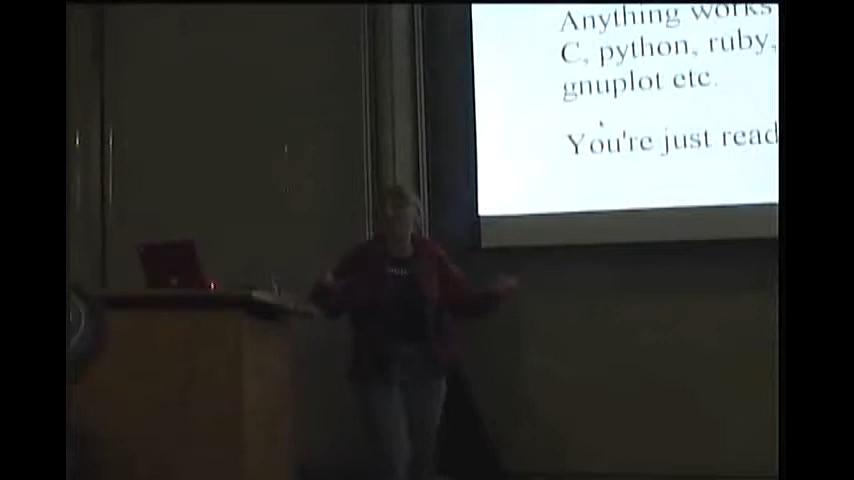 Anything works
C, python, ruby,
gnuplot etc.
You're just read